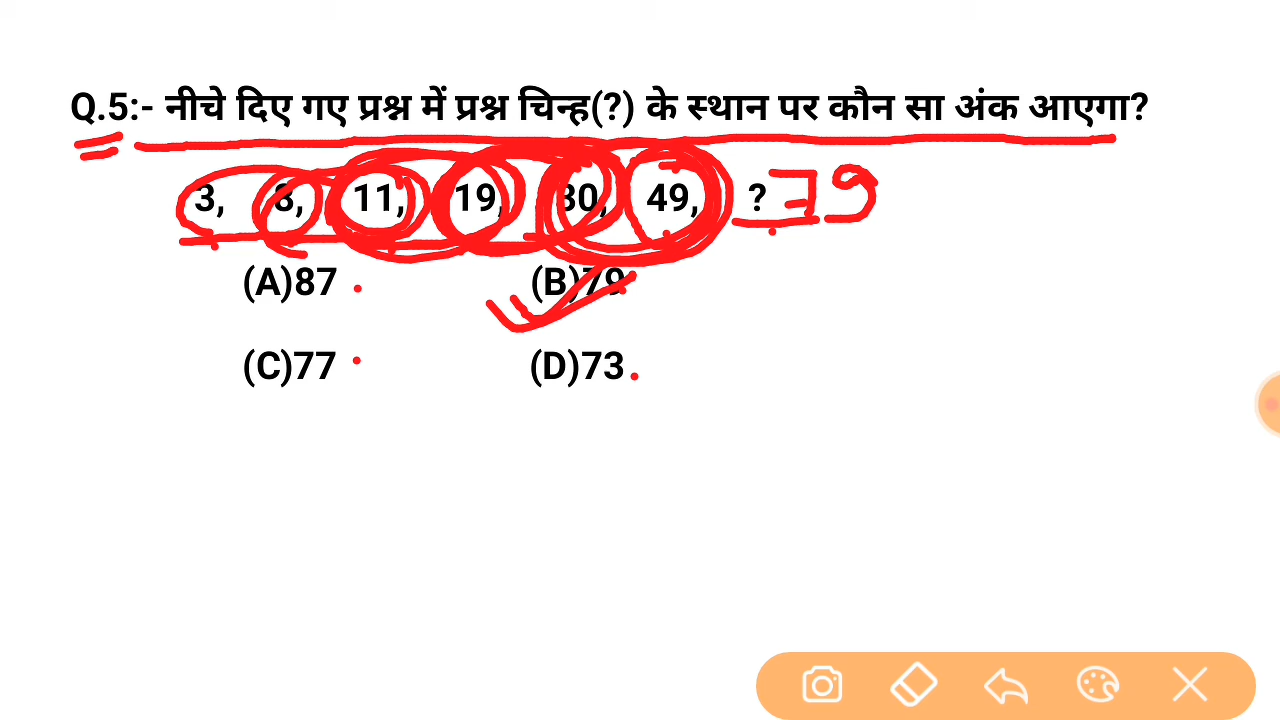 Q.5:- नीचे दिए गए प्रश्न में प्रश्न चिन्ह(?) के स्थान पर कौन सा अंक आएगा?
3, 8, 11, 19, 30, 49, ? 79
(A)87 (B)79
(C)77 (D)73